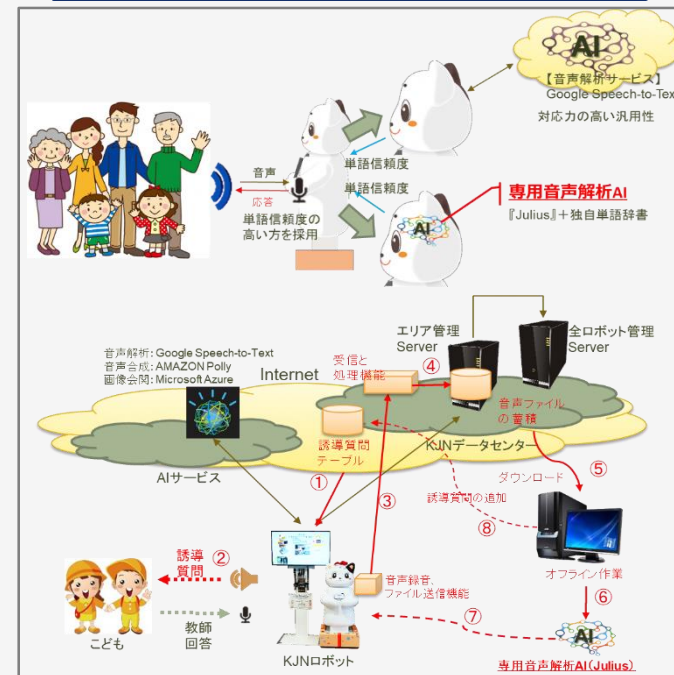 AI
【音声解析サービス】
Google Speech-to-Text
対応力の高い汎用性
音声
応答
単語信頼度の
高い方を採用
単語信頼度
単語信頼度
専用音声解析AI
『Julius』＋独自単語辞書
AI
音声解析：Google Speech-to-Text
音声合成：AMAZON Polly
画像会関：Microsoft Azure
Internet
受信と
処理機能
④
エリア管理
Server
全ロボット管理
Server
音声ファイル
の蓄積
KJNデータセンター
誘導質問
テーブル
AIサービス
①
③
ダウンロード
⑤
誘導質問の追加
⑧
オフライン作業
誘導
質問
②
音声録音、
ファイル送信機能
⑥
⑦
教師
回答
こども
KJNロボット
AI
専用音声解析AI（Julius）